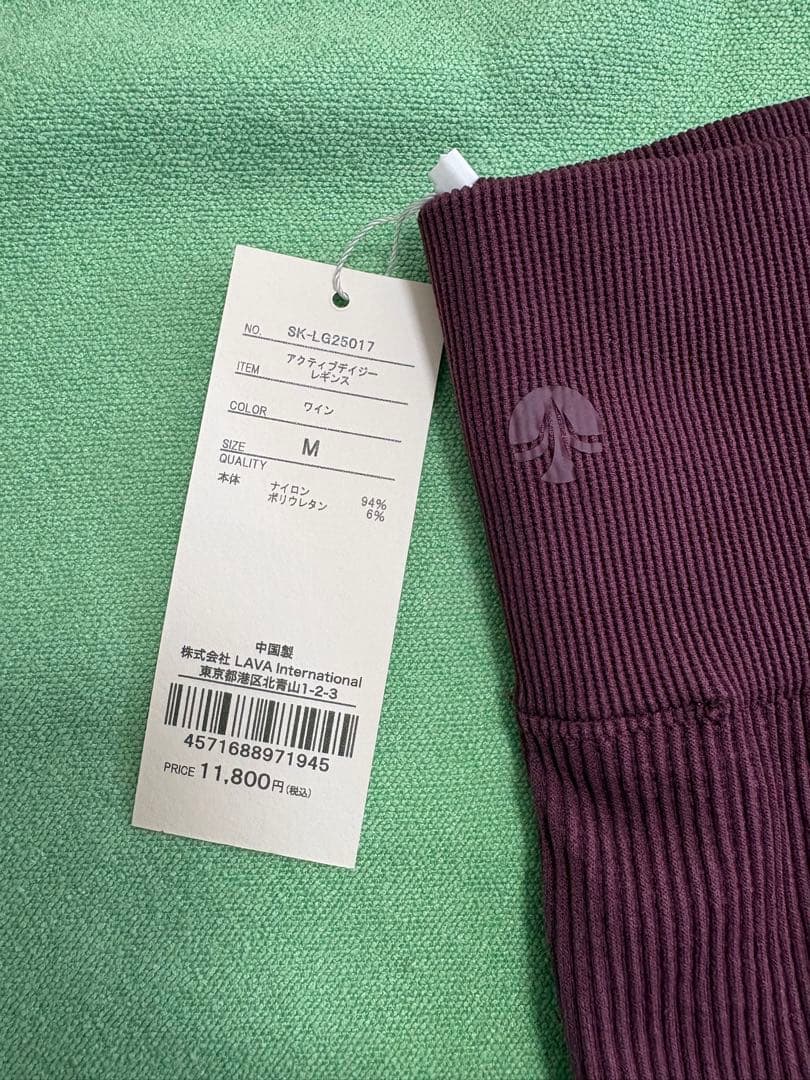 NO. SK-LG25017
ITEM アクティブデイジー
レギンス
COLOR ワイン
SIZE M
QUALITY
本体 ナイロン 94%
ポリウレタン 6%
中国製
株式会社 LAVA International
東京都港区北青山1-2-3
4571688971945
PRICE 11,800円(税込)